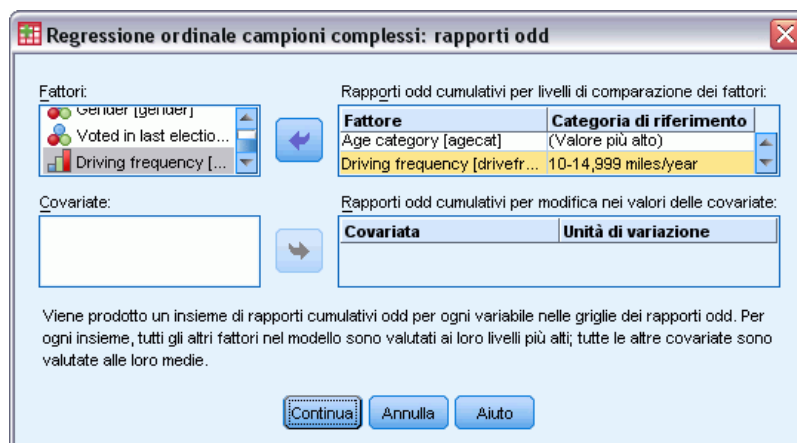 Regressione ordinale campioni complessi: rapporti odd
Fattori:
Gender [gender]
Voted in last electio...
Driving frequency [...
Rapporti odd cumulativi per livelli di comparazione dei fattori:
Fattore Categoria di riferimento
Age category [agecat] (Valore più alto)
Driving frequency [drivefr... 10-14,999 miles/year
Covariate:
Rapporti odd cumulativi per modifica nei valori delle covariate:
Covariata Unità di variazione
Viene prodotto un insieme di rapporti cumulativi odd per ogni variabile nelle griglie dei rapporti odd. Per
ogni insieme, tutti gli altri fattori nel modello sono valutati ai loro livelli più alti; tutte le altre covariate sono
valutate alle loro medie.
Continua Annulla Aiuto